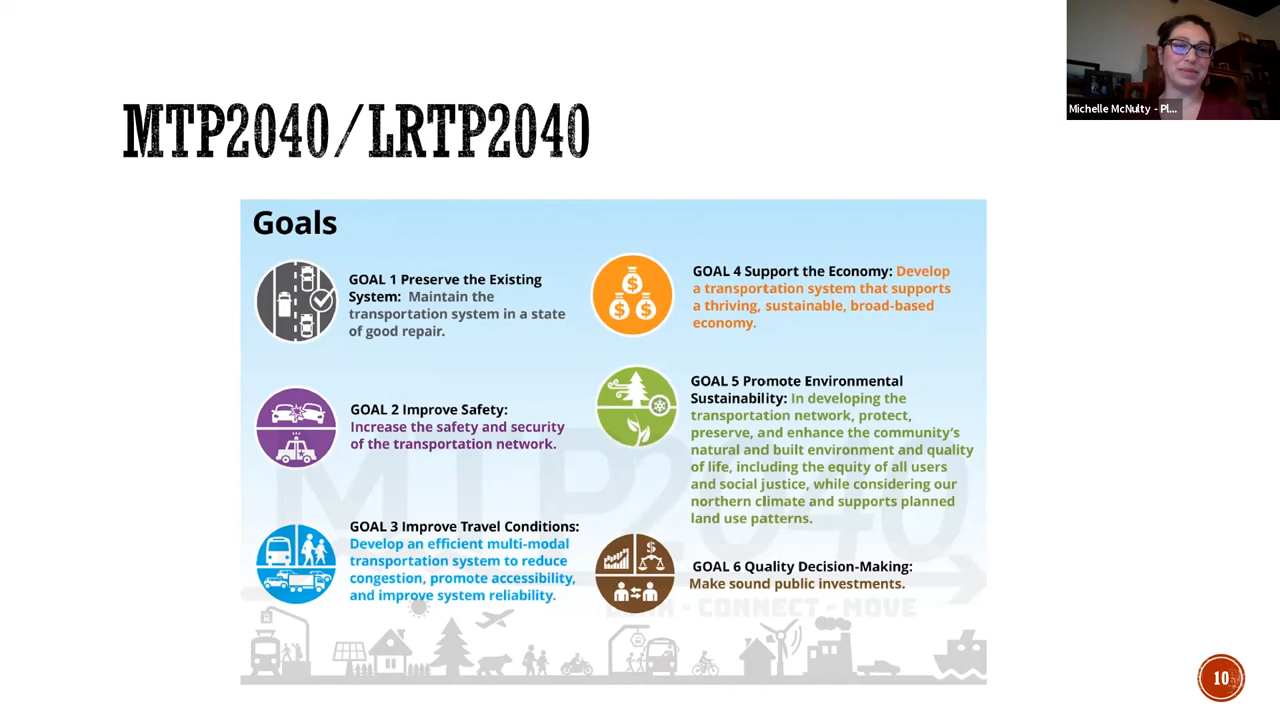 Michelle McNulty - Pl...
MTP2040/LRTP2040
Goals
GOAL 1 Preserve the Existing
System: Maintain the
transportation system in a state
of good repair.
GOAL 2 Improve Safety:
Increase the safety and security
of the transportation network.
GOAL 3 Improve Travel Conditions:
Develop an efficient multi-modal
transportation system to reduce
congestion, promote accessibility,
and improve system reliability.
GOAL 4 Support the Economy: Develop
a transportation system that supports
a thriving, sustainable, broad-based
economy.
GOAL 5 Promote Environmental
Sustainability: In developing the
transportation network, protect,
preserve, and enhance the community's
natural and built environment and quality
of life, including the equity of all users
and social justice, while considering our
northern climate and supports planned
land use patterns.
GOAL 6 Quality Decision-Making:
Make sound public investments.
MTP2040
- CONNECT - MOVE
10